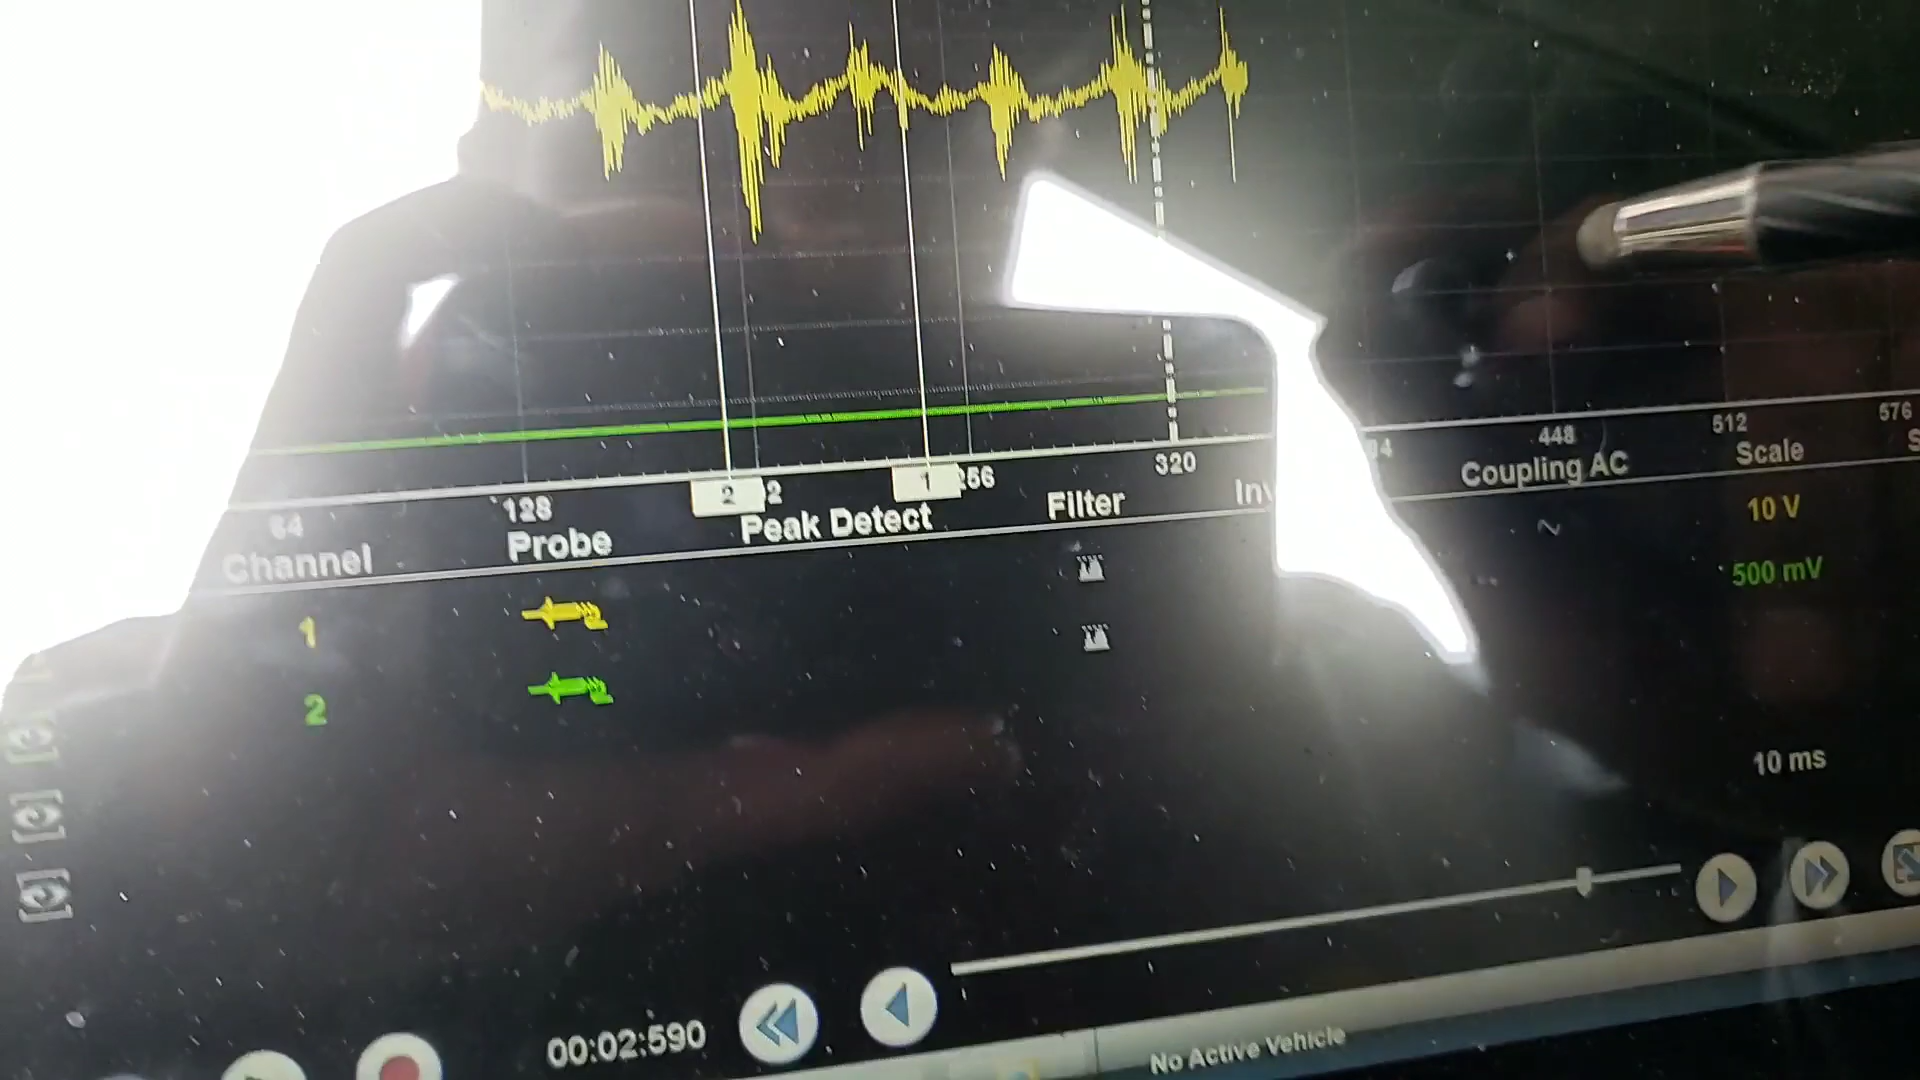 64 128 2 2 1 256 320 448 512 576
Channel Probe Peak Detect Filter Coupling AC Scale
1 10 V
2 500 mV
10 ms
00:02:590
No Active Vehicle